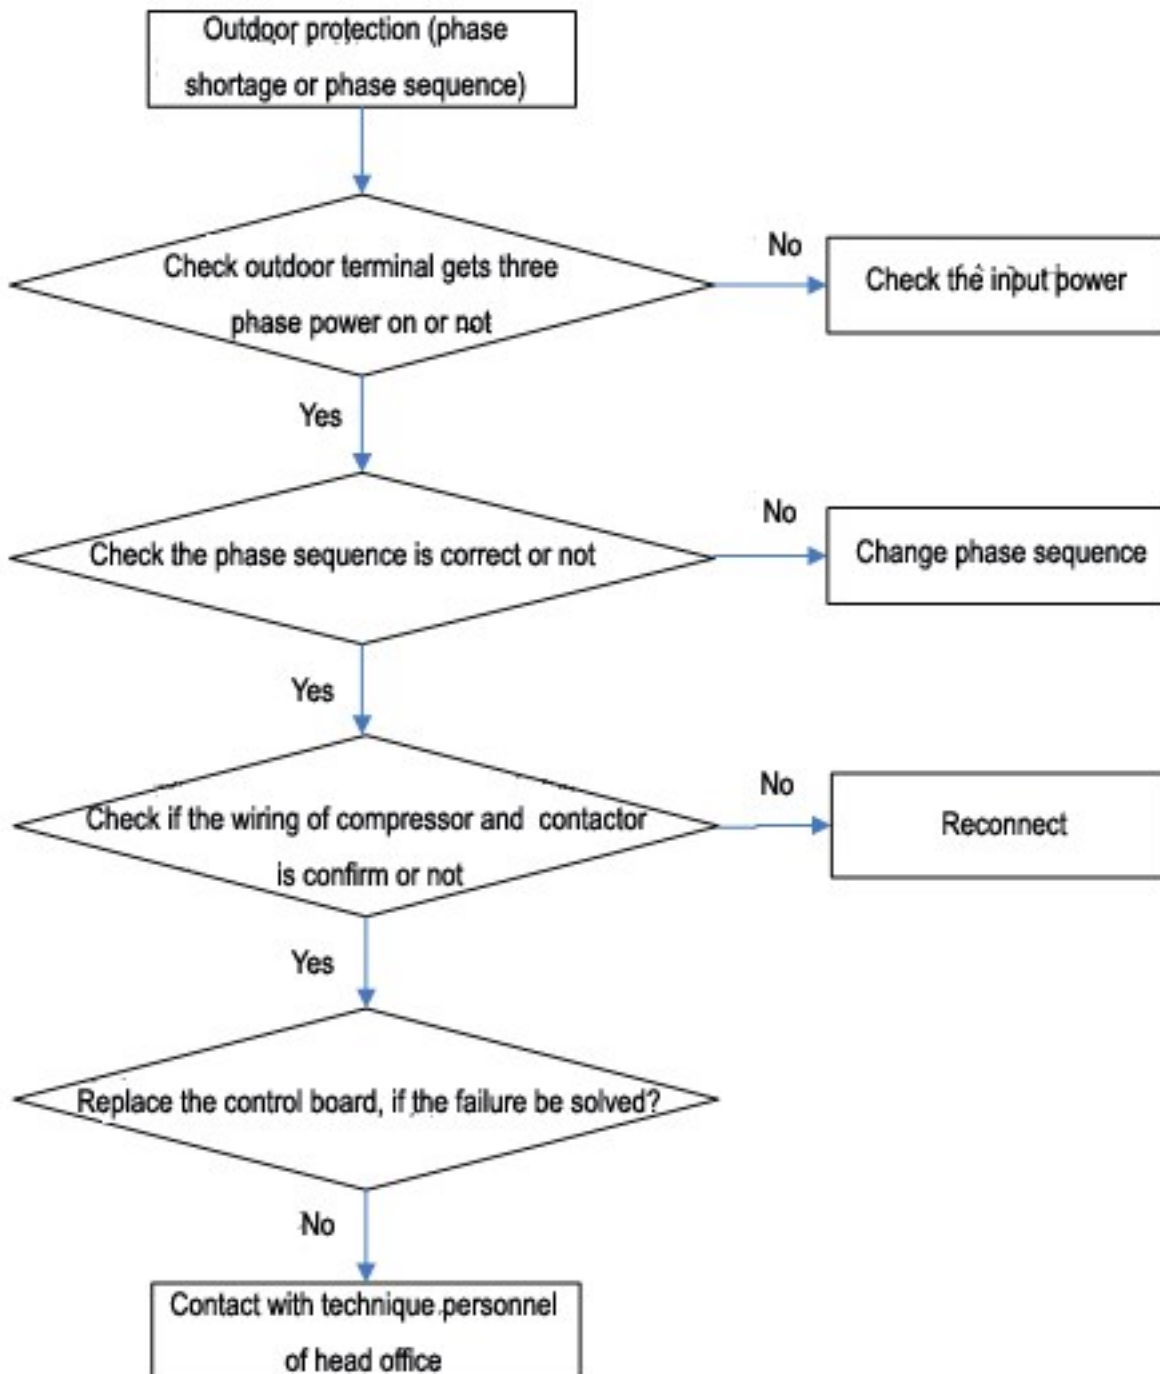 Outdoor protection (phase
shortage or phase sequence)
Check outdoor terminal gets three
phase power on or not
No
Check the input power
Yes
Check the phase sequence is correct or not
No
Change phase sequence
Yes
Check if the wiring of compressor and contactor
is confirm or not
No
Reconnect
Yes
Replace the control board, if the failure be solved?
No
Contact with technique personnel
of head office